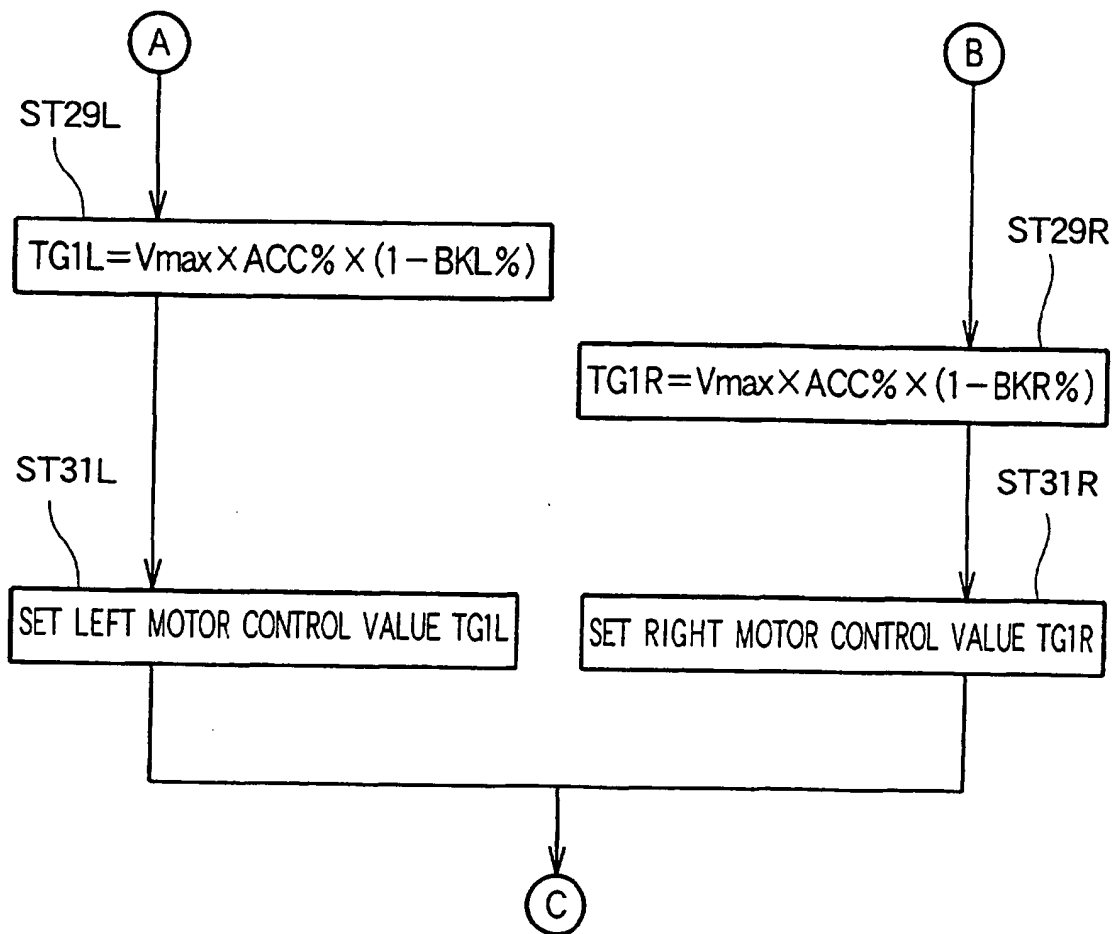 A
B
ST29L
TG1L=Vmax×ACC%×(1-BKL%)
ST29R
TG1R=Vmax×ACC%×(1-BKR%)
ST31L
ST31R
SET LEFT MOTOR CONTROL VALUE TG1L
SET RIGHT MOTOR CONTROL VALUE TG1R
C